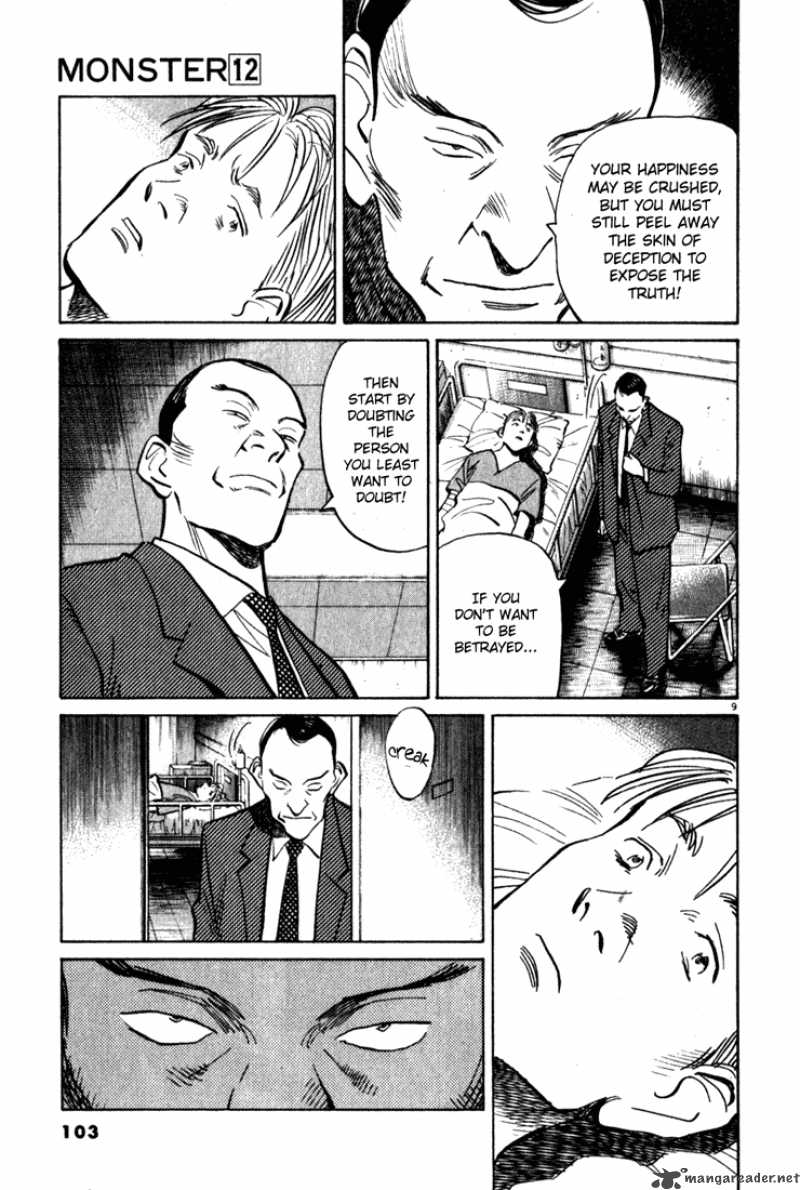 MONSTER 12
YOUR HAPPINESS
MAY BE CRUSHED,
BUT YOU MUST
STILL PEEL AWAY
THE SKIN OF
DECEPTION TO
EXPOSE THE
TRUTH!
THEN
START BY
DOUBTING
THE
PERSON
YOU LEAST
WANT TO
DOUBT!
IF YOU
DON'T WANT
TO BE
BETRAYED...
9
creak
103
mangareader.net